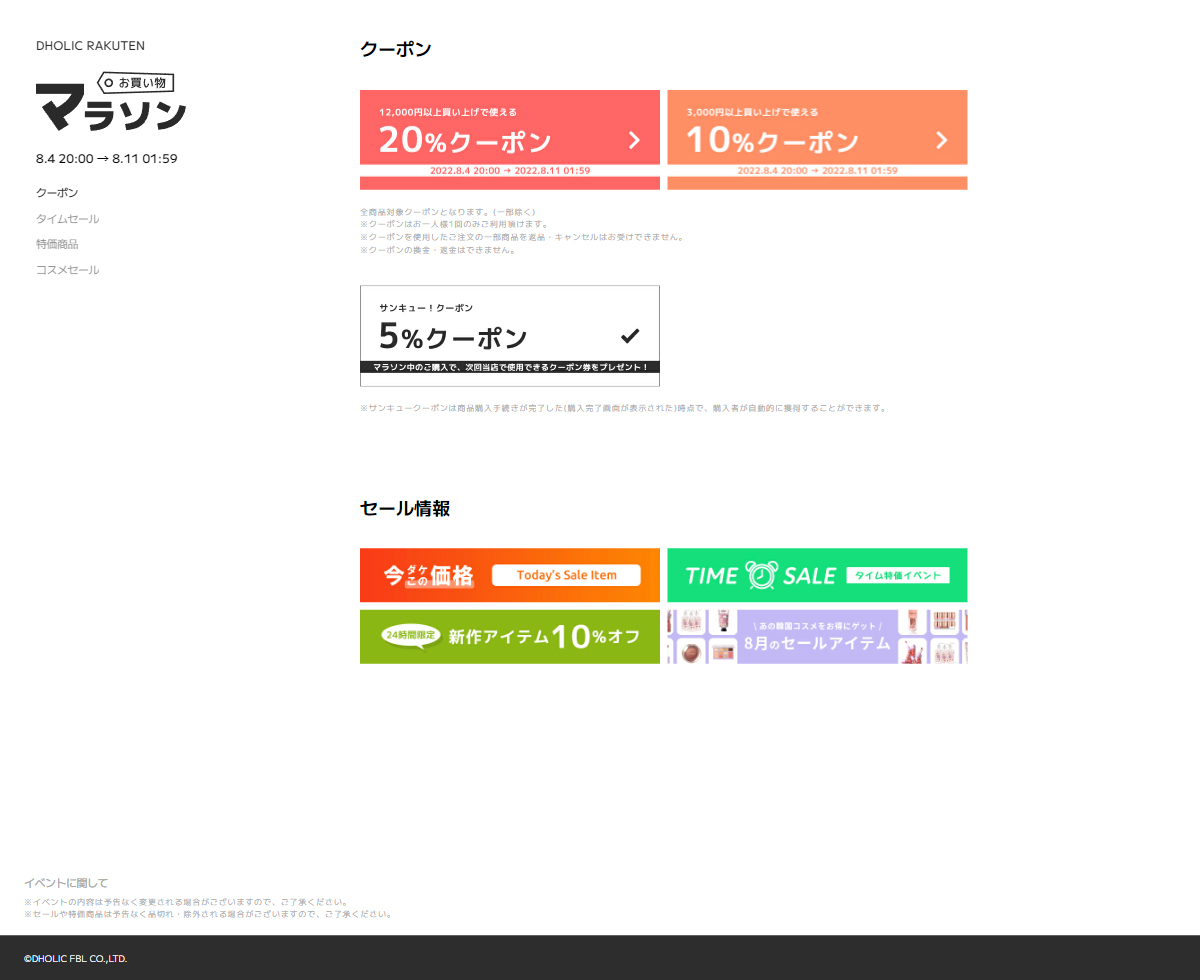 DHOLIC RAKUTEN
お買い物
マラソン
8.4 20:00 → 8.11 01:59
クーポン
タイムセール
特価商品
コスメセール
クーポン
12,000円以上買い上げで使える
20%クーポン
2022.8.4 20:00 → 2022.8.11 01:59
3,000円以上買い上げで使える
10%クーポン
2022.8.4 20:00 → 2022.8.11 01:59
全商品対象クーポンとなります。(一部除く)
※クーポンはお一人様1回のみご利用頂けます。
※クーポンを使用したご注文の一部商品を返品・キャンセルはお受けできません。
※クーポンの換金・返金はできません。
サンキュー！クーポン
5%クーポン
マラソン中のご購入で、次回当店で使用できるクーポン券をプレゼント！
※サンキュークーポンは商品購入手続きが完了した(購入完了画面が表示された)時点で、購入者が自動的に獲得することができます。
セール情報
今ダケこの価格 Today's Sale Item
TIME SALE タイム特価イベント
24時間限定 新作アイテム10%オフ
\ あの韓国コスメをお得にゲット /
8月のセールアイテム
イベントに関して
※イベントの内容は予告なく変更される場合がございますので、ご了承ください。
※セールや特価商品は予告なく品切れ・除外される場合がございますので、ご了承ください。
©DHOLIC FBL CO.,LTD.